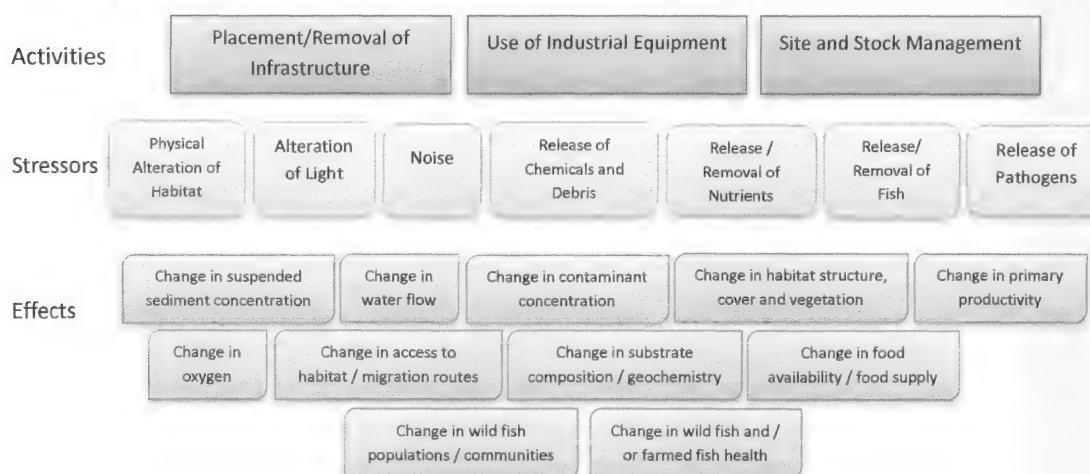 Activities
Placement/Removal of
Infrastructure
Use of Industrial Equipment
Site and Stock Management
Stressors
Physical
Alteration of
Habitat
Alteration
of Light
Noise
Release of
Chemicals and
Debris
Release /
Removal of
Nutrients
Release/
Removal of
Fish
Release of
Pathogens
Effects
Change in suspended
sediment concentration
Change in
water flow
Change in contaminant
concentration
Change in habitat structure,
cover and vegetation
Change in primary
productivity
Change in
oxygen
Change in access to
habitat / migration routes
Change in substrate
composition / geochemistry
Change in food
availability / food supply
Change in wild fish
populations / communities
Change in wild fish and /
or farmed fish health